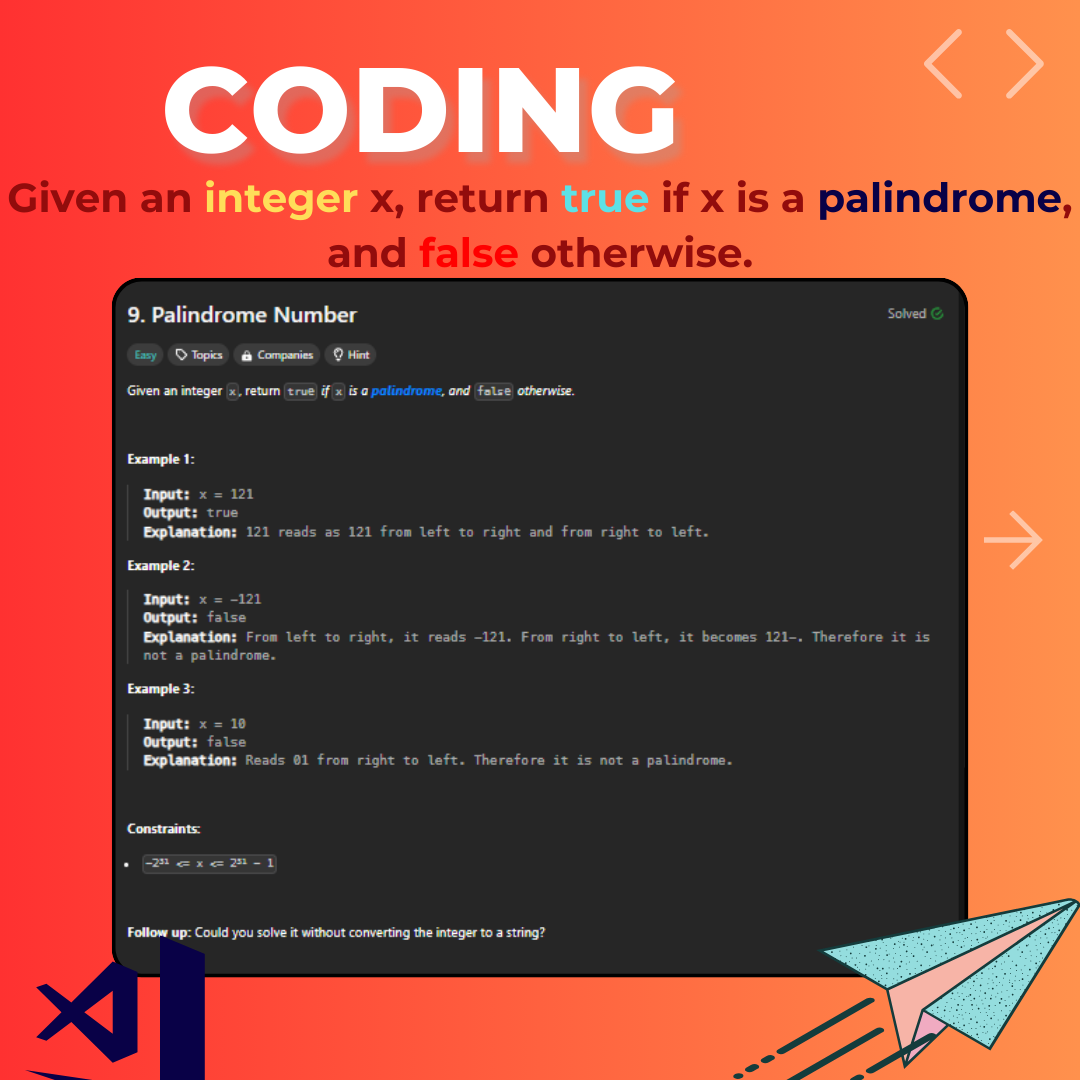 CODING
Given an integer x, return true if x is a palindrome,
and false otherwise.
9. Palindrome Number
Solved
Easy Topics Companies Hint
Given an integer x, return true if x is a palindrome, and false otherwise.
Example 1:
Input: x = 121
Output: true
Explanation: 121 reads as 121 from left to right and from right to left.
Example 2:
Input: x = -121
Output: false
Explanation: From left to right, it reads -121. From right to left, it becomes 121-. Therefore it is
not a palindrome.
Example 3:
Input: x = 10
Output: false
Explanation: Reads 01 from right to left. Therefore it is not a palindrome.
Constraints:
• -2³¹ <= x <= 2³¹ - 1
Follow up: Could you solve it without converting the integer to a string?